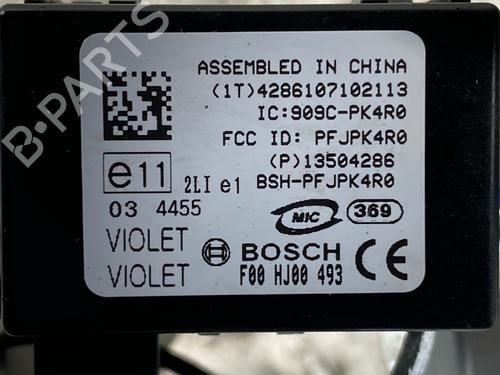 ASSEMBLED IN CHINA
(1T)4286107102113
IC:909C-PK4R0
FCC ID: PFJPK4R0
(P)13504286
e11 2LI e1 BSH-PFJPK4R0
03 4455
MIC 369
VIOLET BOSCH CE
VIOLET F00 HJ00 493